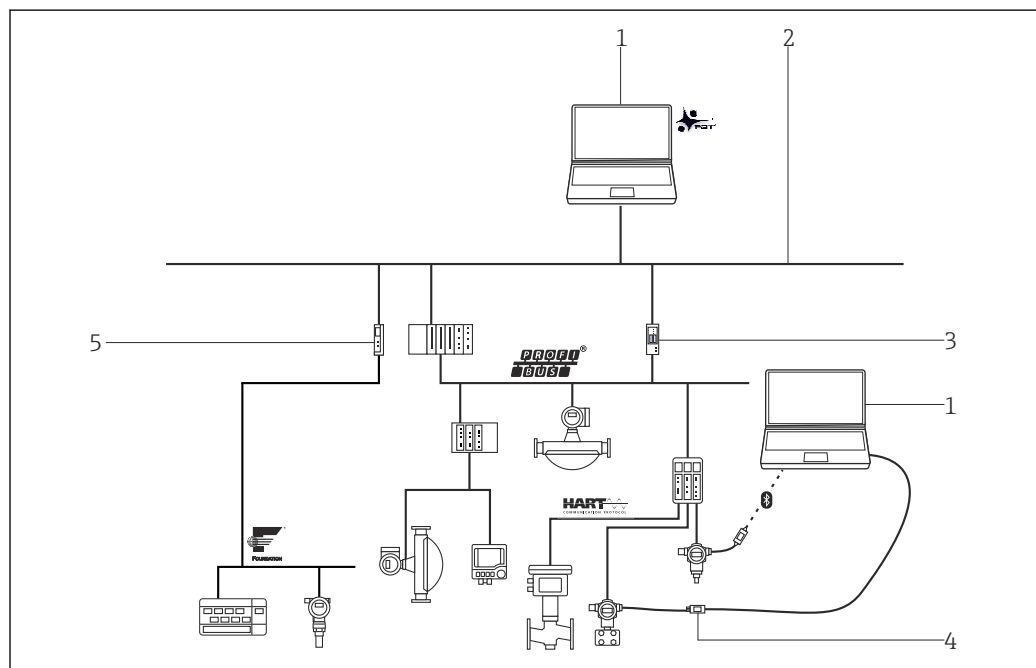 1
2
FDT
5
3
PROFI®
BUS
1
HART
COMMUNICATION PROTOCOL
FOUNDATION
4